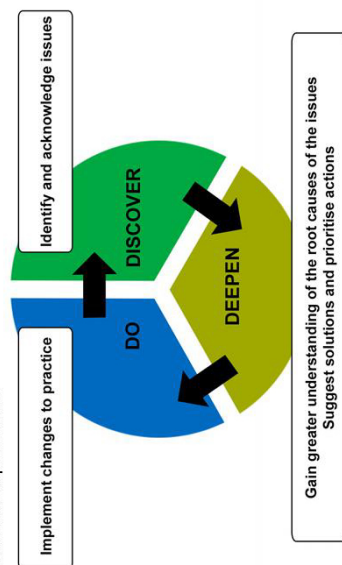 Implement changes to practice
Identify and acknowledge issues
DO
DISCOVER
DEEPEN
Gain greater understanding of the root causes of the issues
Suggest solutions and prioritise actions